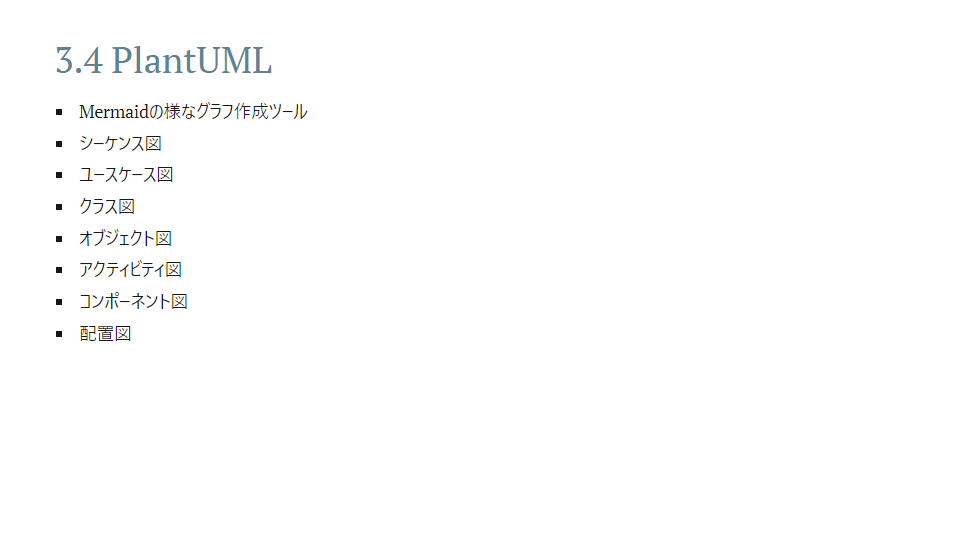 3.4 PlantUML
▪ Mermaidの様なグラフ作成ツール
▪ シーケンス図
▪ ユースケース図
▪ クラス図
▪ オブジェクト図
▪ アクティビティ図
▪ コンポーネント図
▪ 配置図